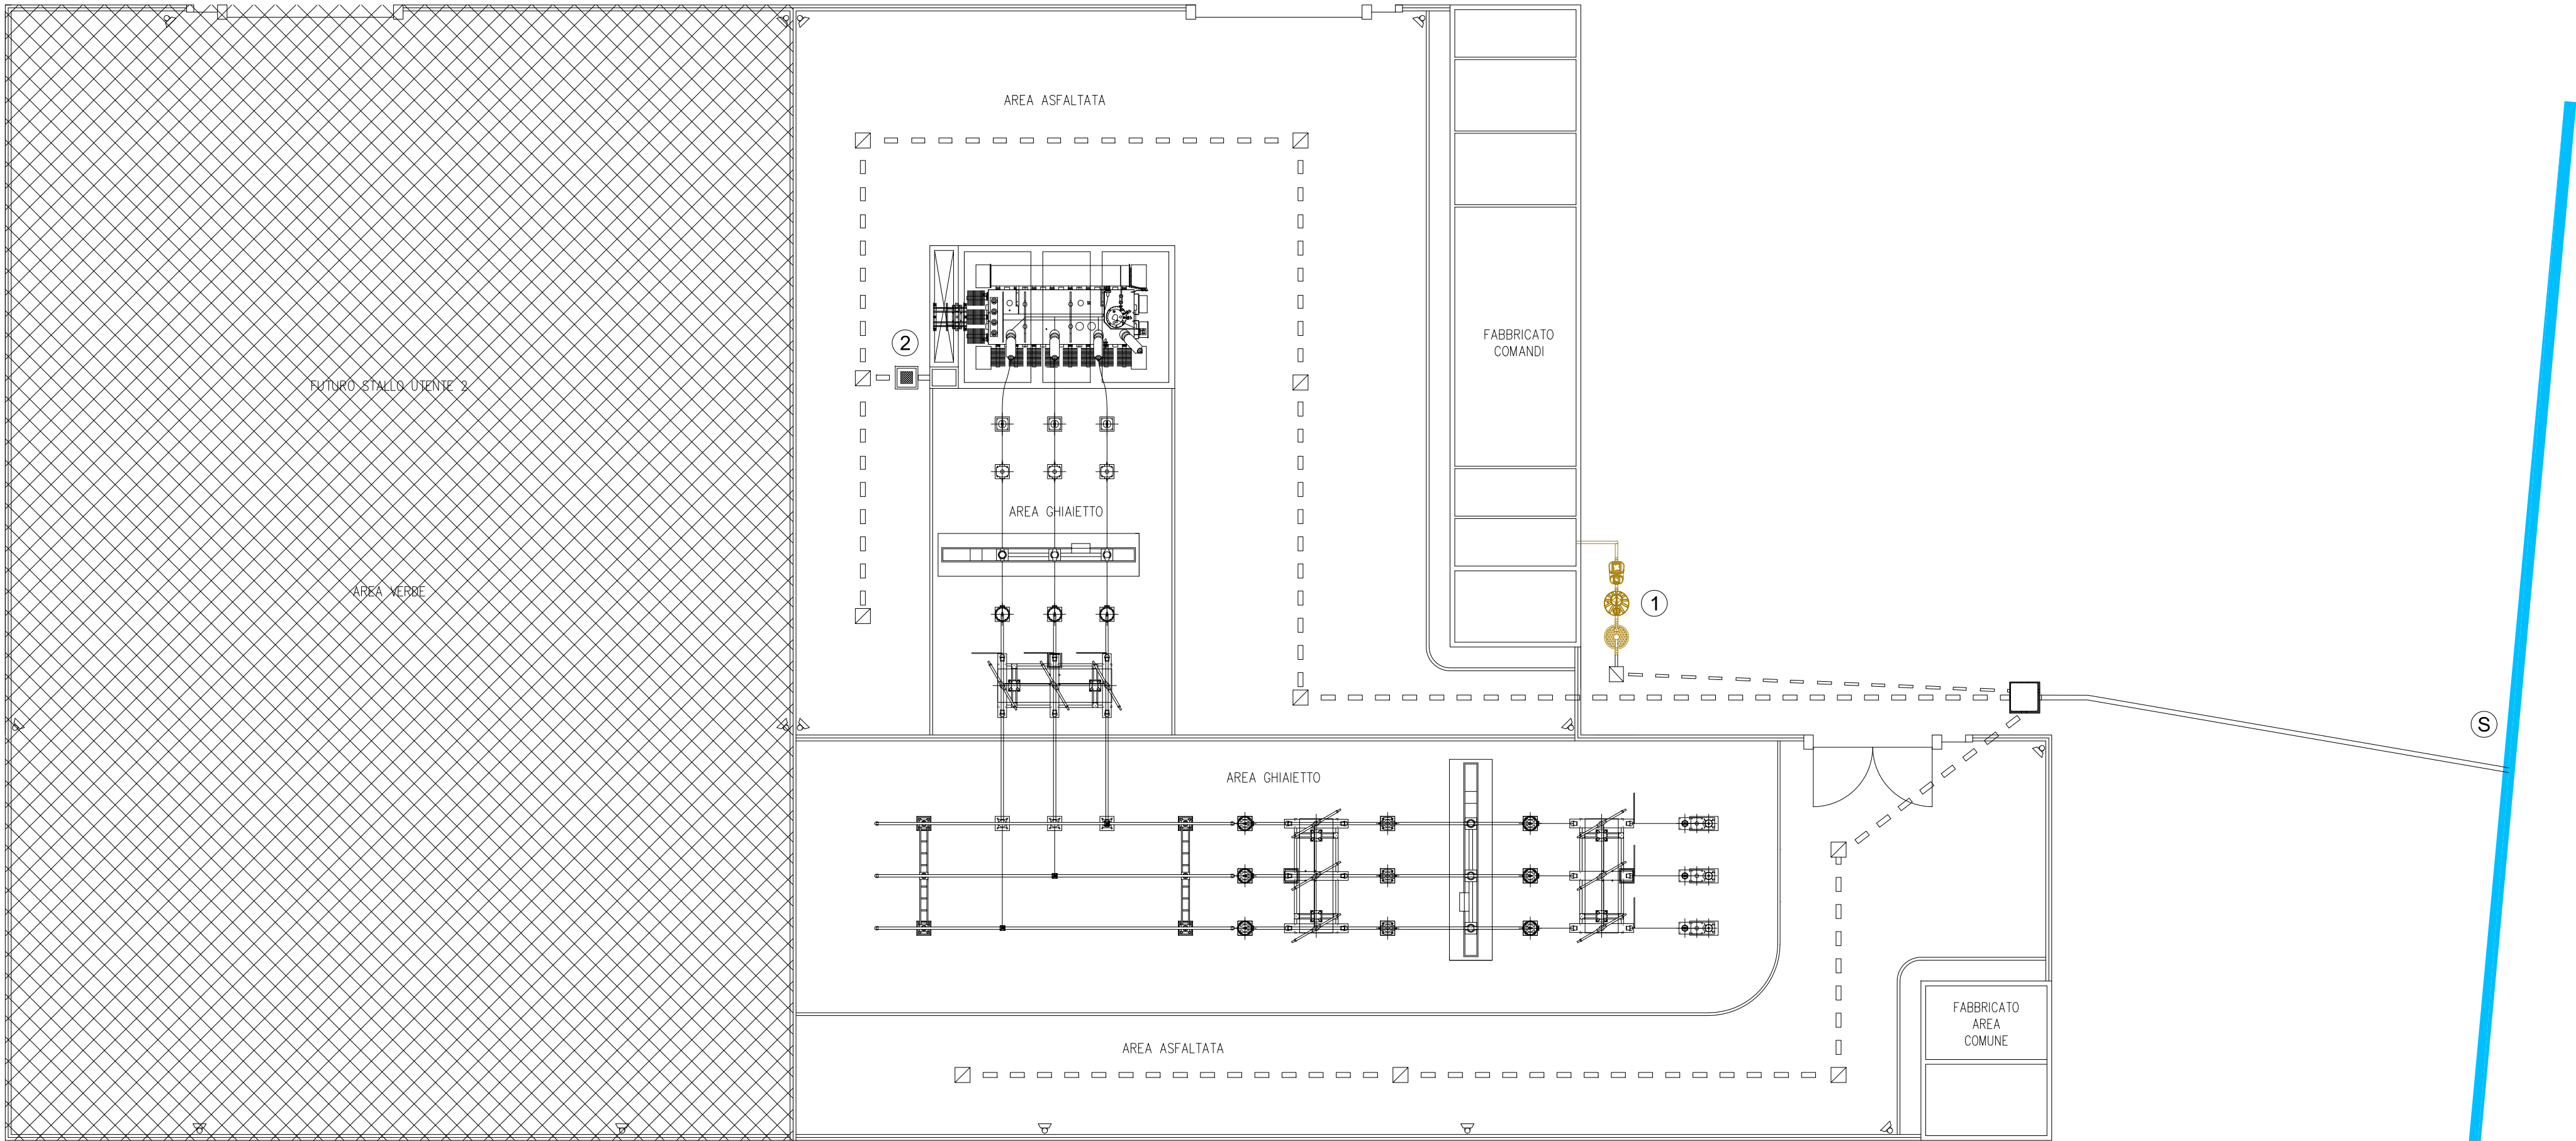 AREA ASFALTATA
2
FABBRICATO
COMANDI
FUTURO STALLO UTENTE 2
AREA GHIAIETTO
AREA VERDE
1
S
AREA GHIAIETTO
FABBRICATO
AREA
COMUNE
AREA ASFALTATA